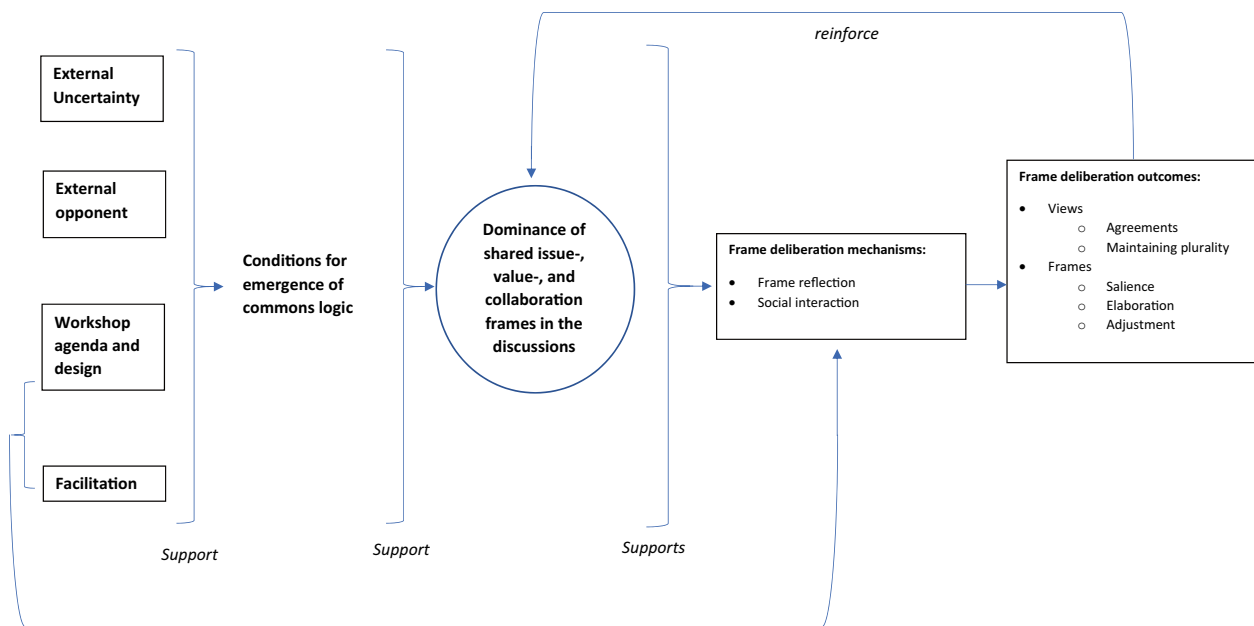 reinforce
External
Uncertainty
External
opponent
Workshop
agenda and
design
Facilitation
Support
Conditions for
emergence of
commons logic
Support
Dominance of
shared issue-,
value-, and
collaboration
frames in the
discussions
Supports
Frame deliberation mechanisms:
• Frame reflection
• Social interaction
Frame deliberation outcomes:
• Views
o Agreements
o Maintaining plurality
• Frames
o Salience
o Elaboration
o Adjustment